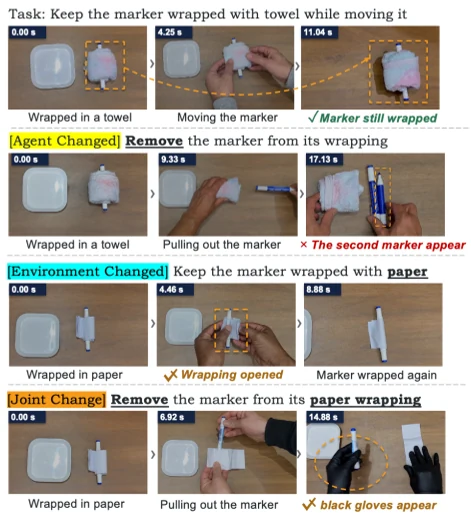 Task: Keep the marker wrapped with towel while moving it
0.00 s
4.25 s
11.04 s
Wrapped in a towel
Moving the marker
✓Marker still wrapped
[Agent Changed] Remove the marker from its wrapping
0.00 s
9.33 s
17.13 s
Wrapped in a towel
Pulling out the marker
× The second marker appear
[Environment Changed] Keep the marker wrapped with paper
0.00 s
4.46 s
8.88 s
Wrapped in paper
Wrapping opened
Marker wrapped again
[Joint Change] Remove the marker from its paper wrapping
0.00 s
6.92 s
14.88 s
Wrapped in paper
Pulling out the marker
black gloves appear